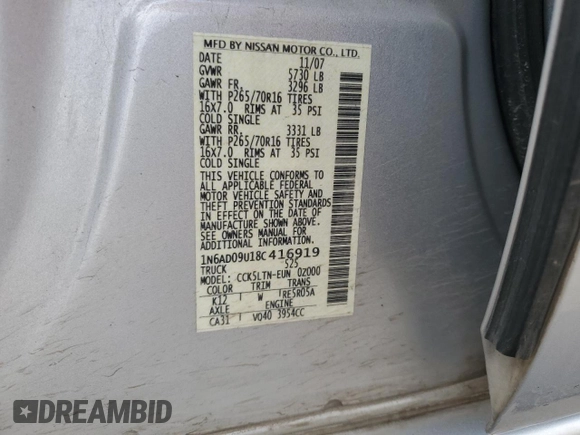 MFD BY NISSAN MOTOR CO., LTD.
DATE 11/07
GVWR 5730 LB
GAWR FR. 3296 LB
WITH P265/70R16 TIRES
16X7.0 RIMS AT 35 PSI
COLD SINGLE
GAWR RR. 3331 LB
WITH P265/70R16 TIRES
16X7.0 RIMS AT 35 PSI
COLD SINGLE
THIS VEHICLE CONFORMS TO
ALL APPLICABLE FEDERAL
MOTOR VEHICLE SAFETY AND
THEFT PREVENTION STANDARDS
IN EFFECT ON THE DATE OF
MANUFACTURE SHOWN ABOVE.
SEE OWNERS MANUAL FOR
ADDITIONAL INFORMATION
1N6AD09U18C416919
TRUCK 525
MODEL CCK5LTN-EUN 02000
COLOR TRIM TRANS
K12 W RE5R05A
AXLE ENGINE
CA31 VQ40 3954CC
DREAMBID